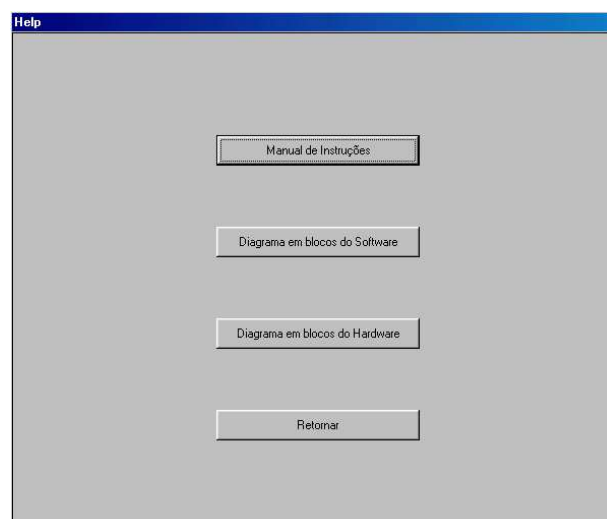 Help
Manual de Instruções
Diagrama em blocos do Software
Diagrama em blocos do Hardware
Retornar